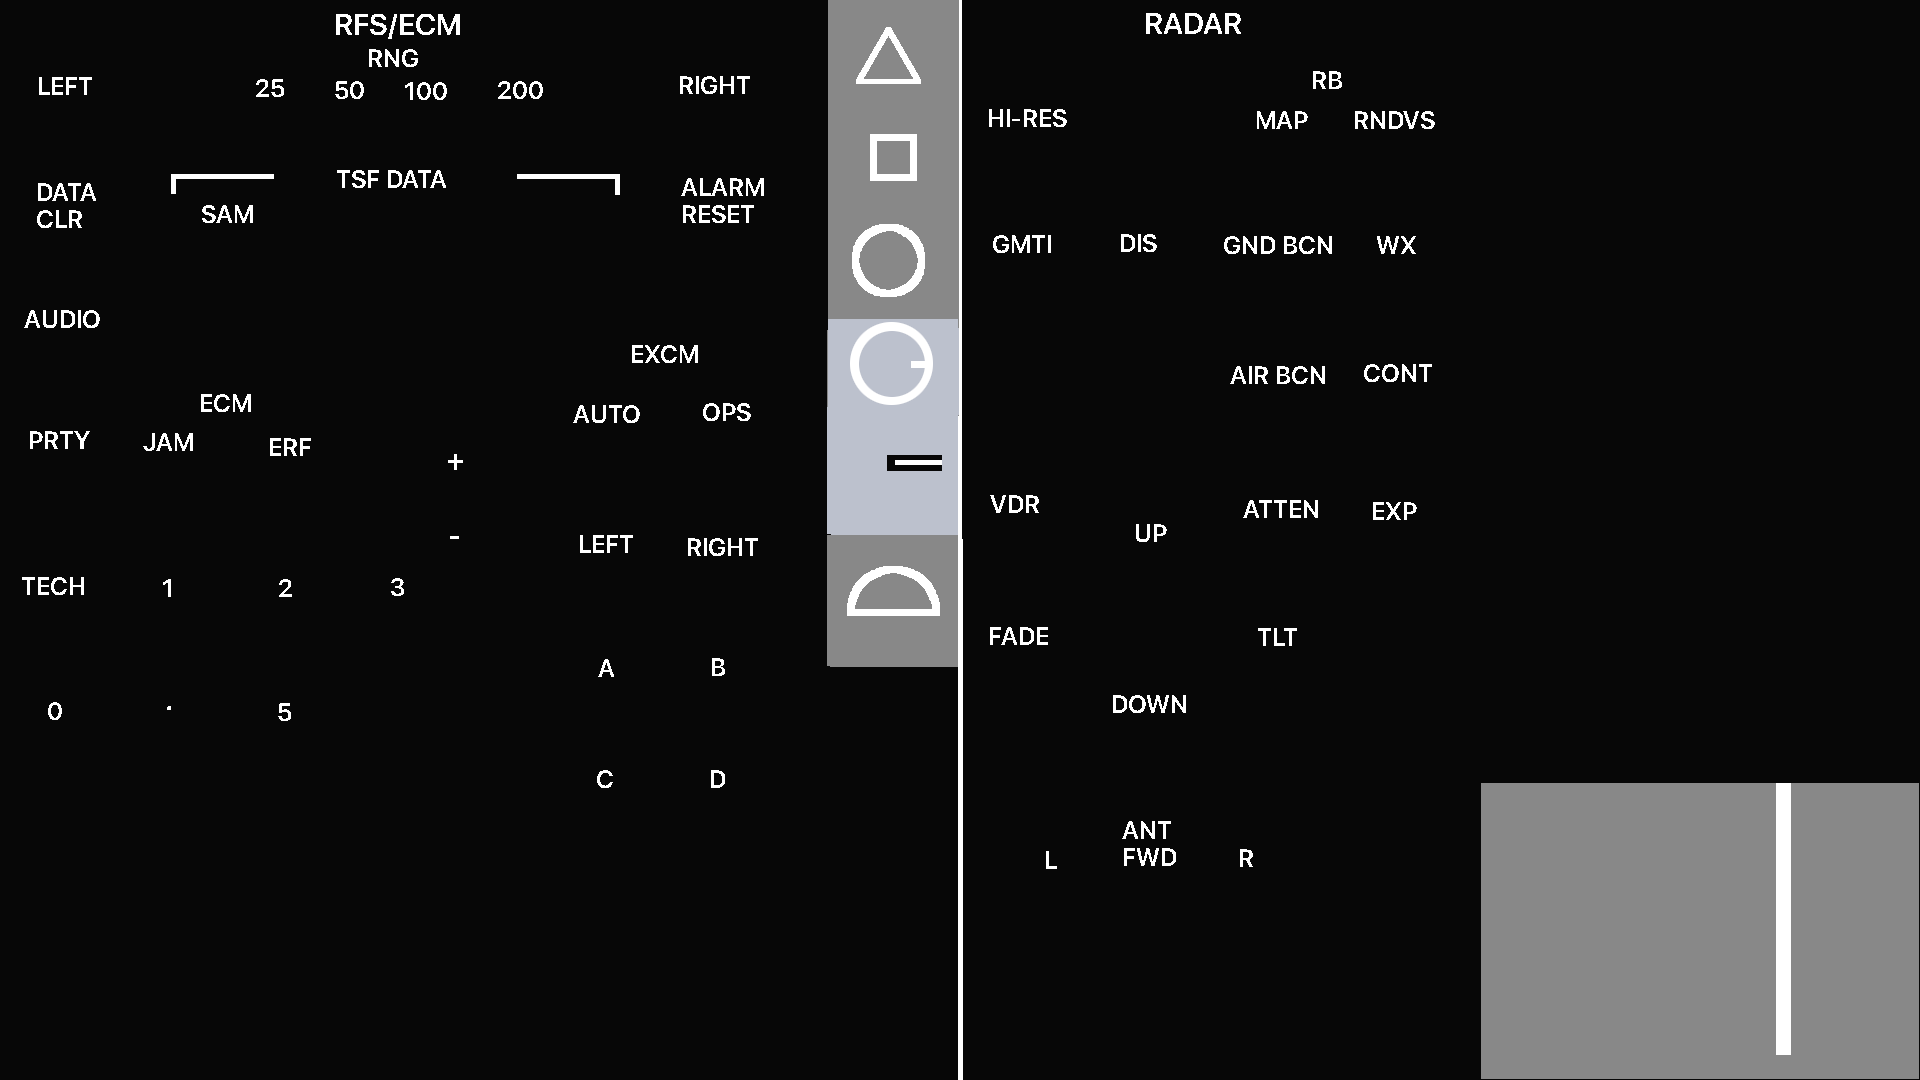 RFS/ECM
RNG
LEFT 25 50 100 200 RIGHT
TSF DATA
DATA
CLR
SAM
ALARM
RESET
AUDIO
EXCM
ECM
AUTO OPS
PRTY JAM ERF
+
-
LEFT RIGHT
TECH 1 2 3
A B
0 . 5
C D
RADAR
RB
HI-RES MAP RNDVS
GMTI DIS GND BCN WX
AIR BCN CONT
VDR ATTEN EXP
UP
FADE TLT
DOWN
ANT
L FWD R